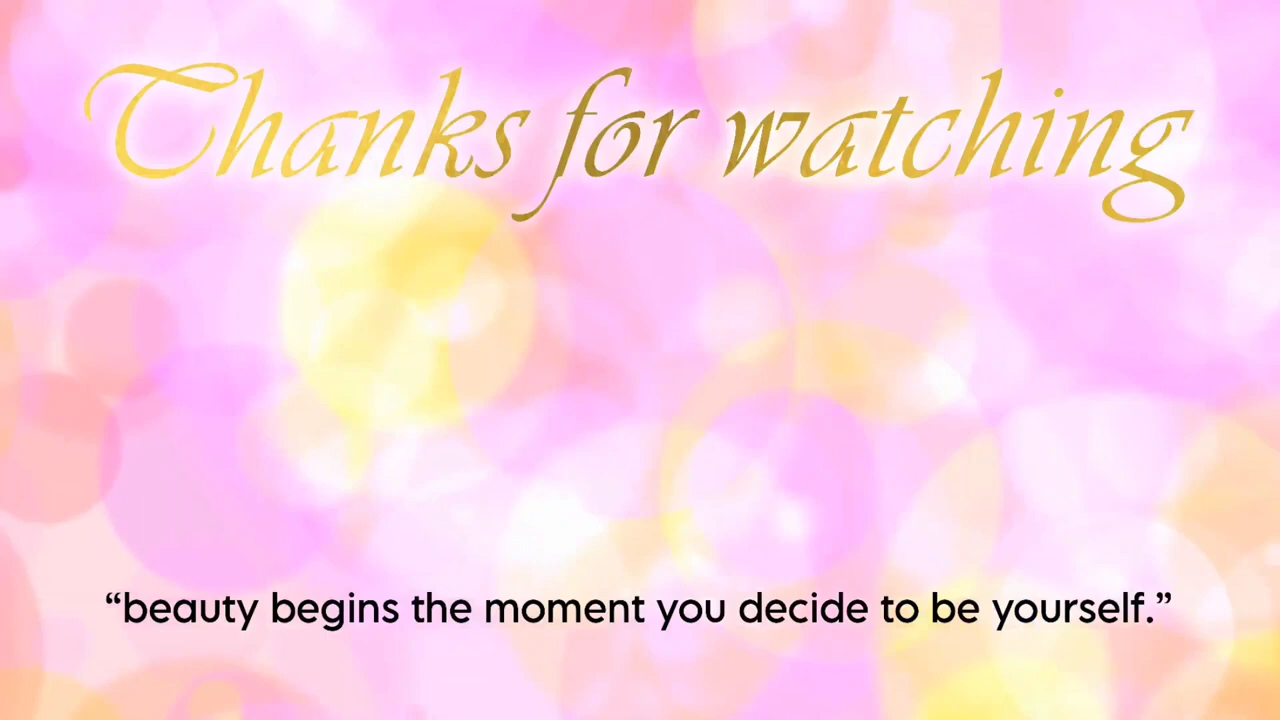 Thanks for watching
“beauty begins the moment you decide to be yourself.”